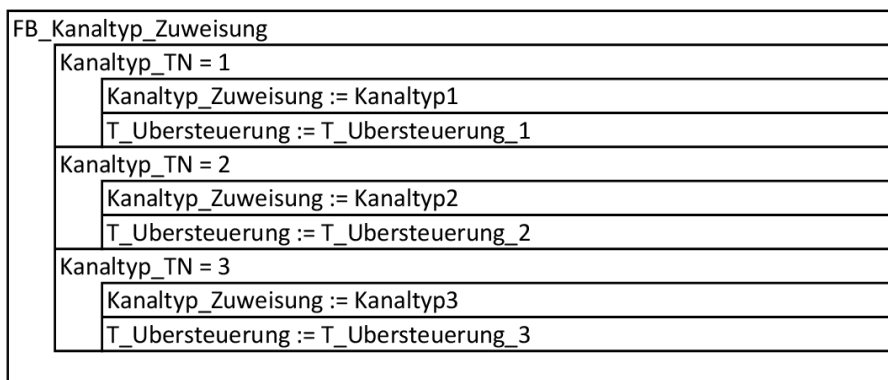 FB_Kanaltyp_Zuweisung
Kanaltyp_TN = 1
Kanaltyp_Zuweisung := Kanaltyp1
T_Ubersteuerung := T_Ubersteuerung_1
Kanaltyp_TN = 2
Kanaltyp_Zuweisung := Kanaltyp2
T_Ubersteuerung := T_Ubersteuerung_2
Kanaltyp_TN = 3
Kanaltyp_Zuweisung := Kanaltyp3
T_Ubersteuerung := T_Ubersteuerung_3